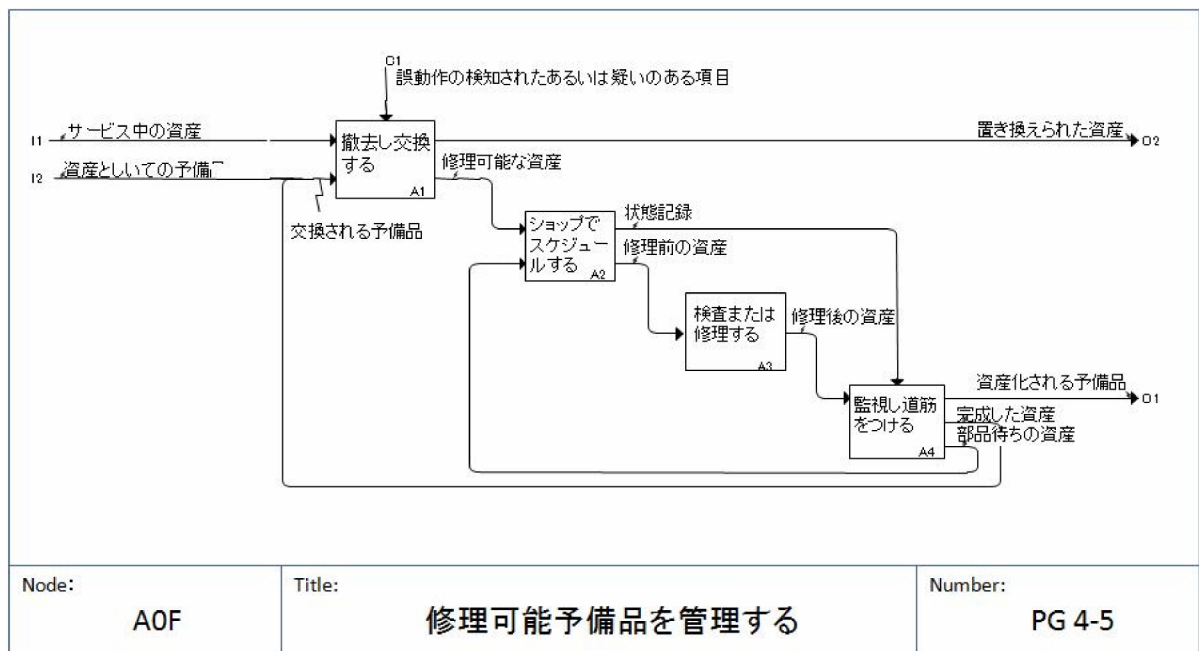 C1
誤動作の検知されたあるいは疑いのある項目
I1
サービス中の資産
撤去し交換
する
A1
置き換えられた資産
O2
I2
資産としいての予備
交換される予備品
修理可能な資産
ショップで
スケジュー
ルする
A2
状態記録
修理前の資産
検査または
修理する
A3
修理後の資産
監視し道筋
をつける
A4
資産化される予備品
O1
完成した資産
部品待ちの資産
Node:
A0F
Title:
修理可能予備品を管理する
Number:
PG 4-5